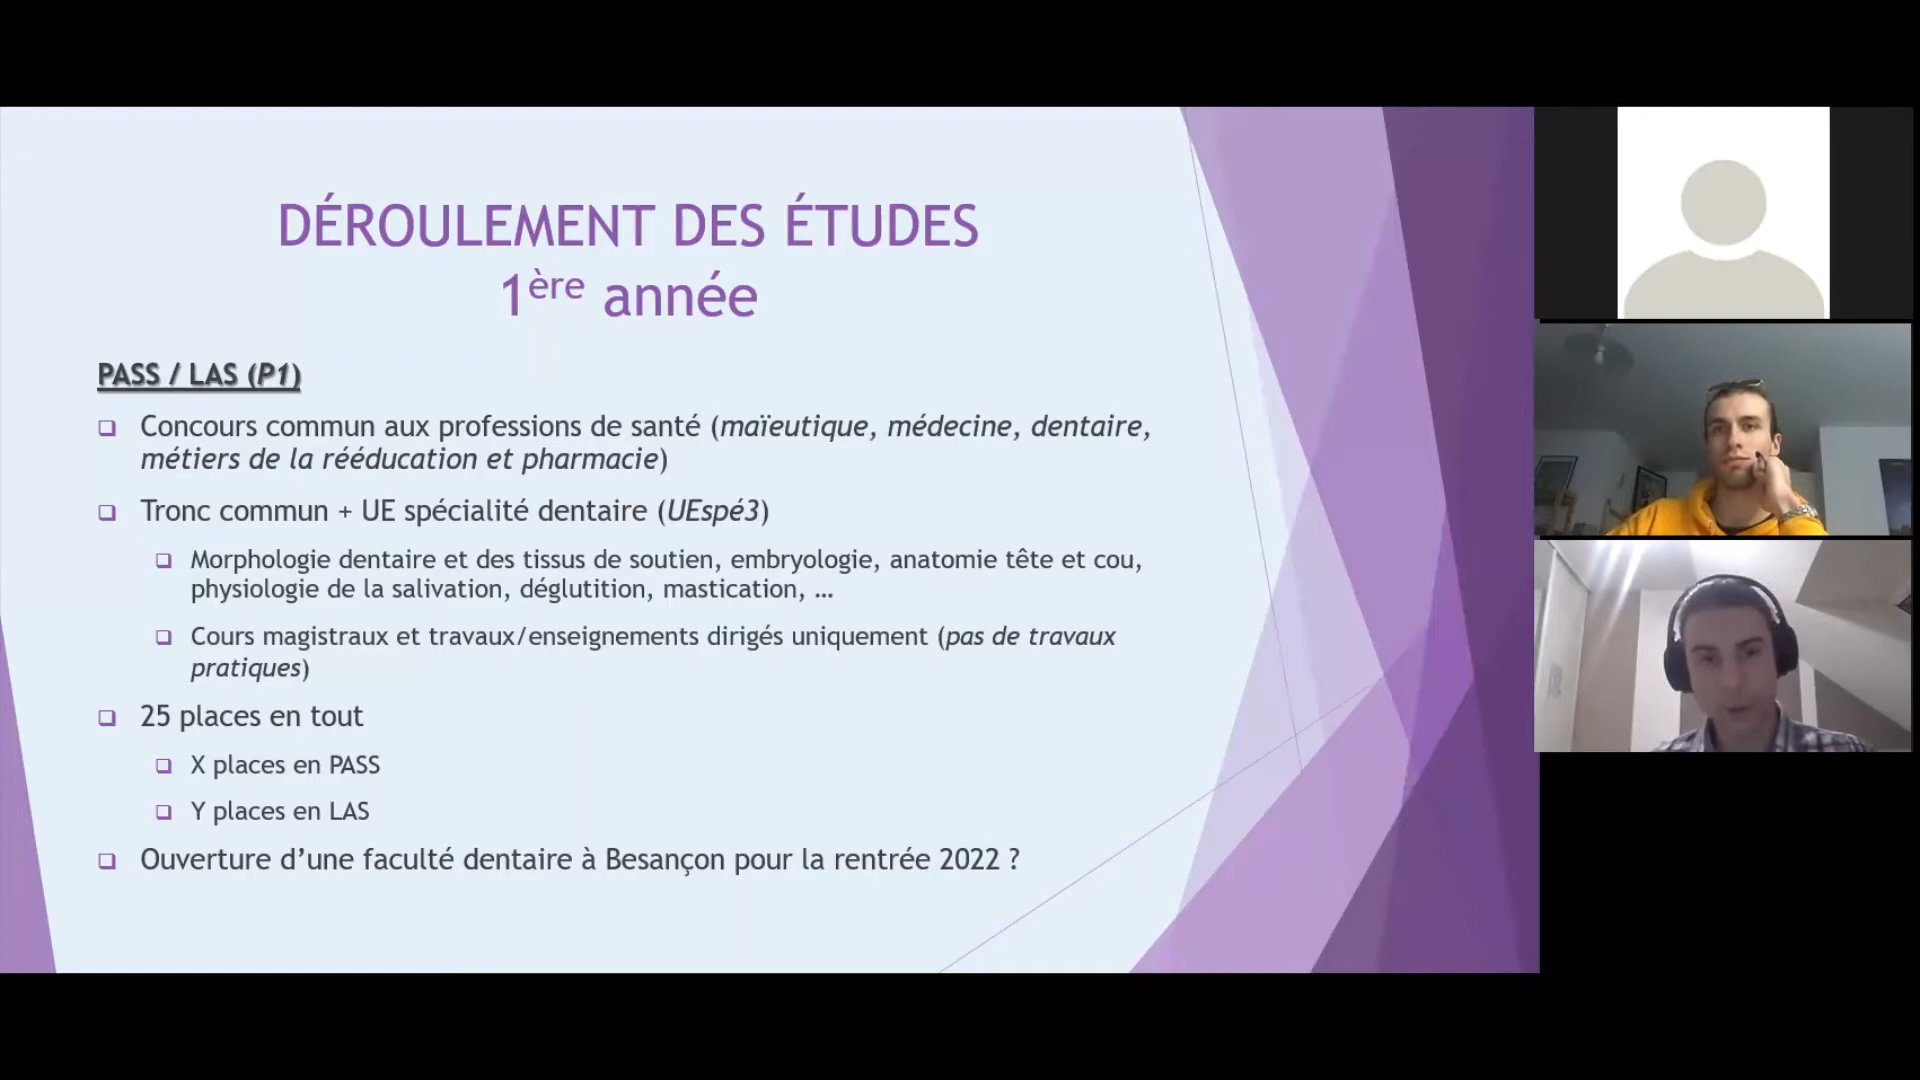 DÉROULEMENT DES ÉTUDES
1ère année
PASS / LAS (P1)
❑ Concours commun aux professions de santé (maïeutique, médecine, dentaire,
métiers de la rééducation et pharmacie)
❑ Tronc commun + UE spécialité dentaire (UEspé3)
❑ Morphologie dentaire et des tissus de soutien, embryologie, anatomie tête et cou,
physiologie de la salivation, déglutition, mastication, …
❑ Cours magistraux et travaux/enseignements dirigés uniquement (pas de travaux
pratiques)
❑ 25 places en tout
❑ X places en PASS
❑ Y places en LAS
❑ Ouverture d’une faculté dentaire à Besançon pour la rentrée 2022 ?